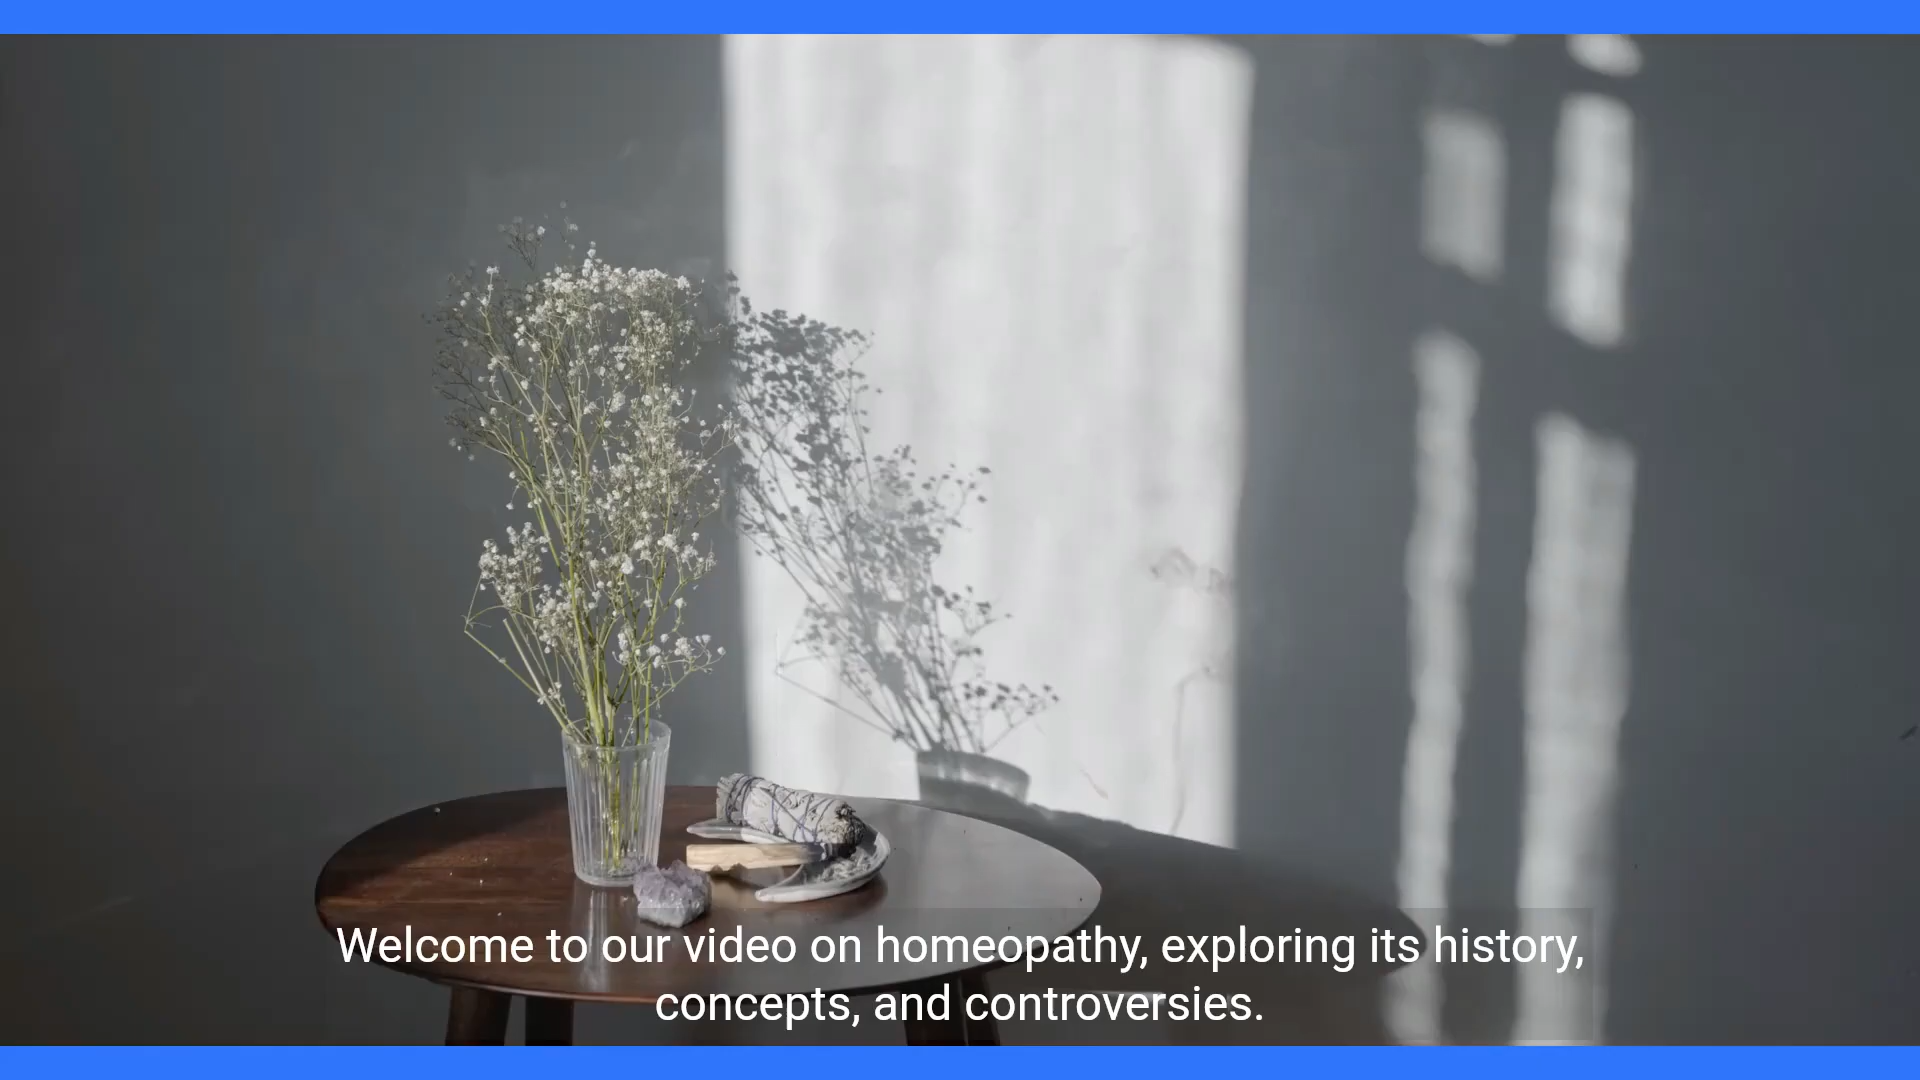 Welcome to our video on homeopathy, exploring its history,
concepts, and controversies.